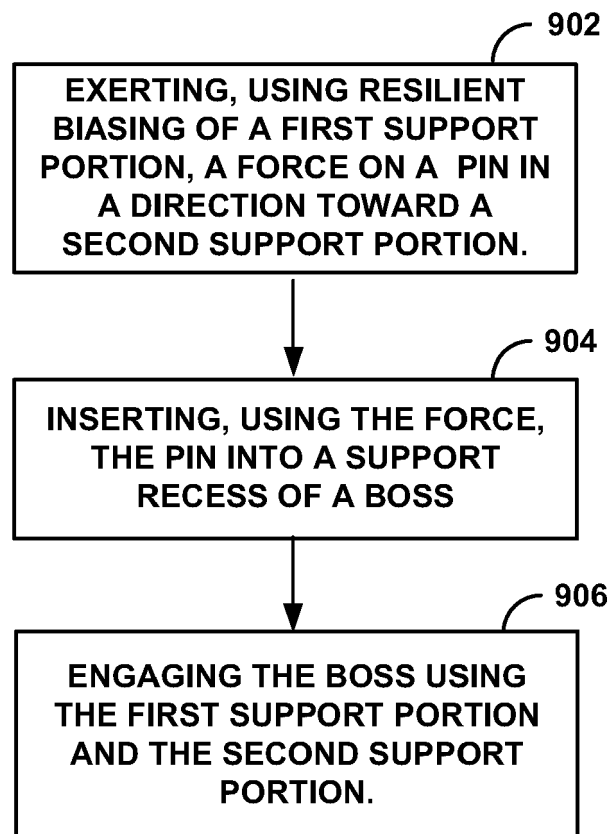 902
EXERTING, USING RESILIENT
BIASING OF A FIRST SUPPORT
PORTION, A FORCE ON A PIN IN
A DIRECTION TOWARD A
SECOND SUPPORT PORTION.
904
INSERTING, USING THE FORCE,
THE PIN INTO A SUPPORT
RECESS OF A BOSS
906
ENGAGING THE BOSS USING
THE FIRST SUPPORT PORTION
AND THE SECOND SUPPORT
PORTION.